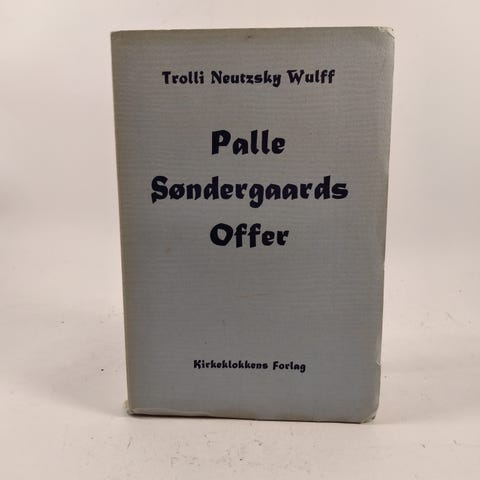 Trolli Neutzsky Wulff
Palle
Søndergaards
Offer
Kirkeklokkens Forlag